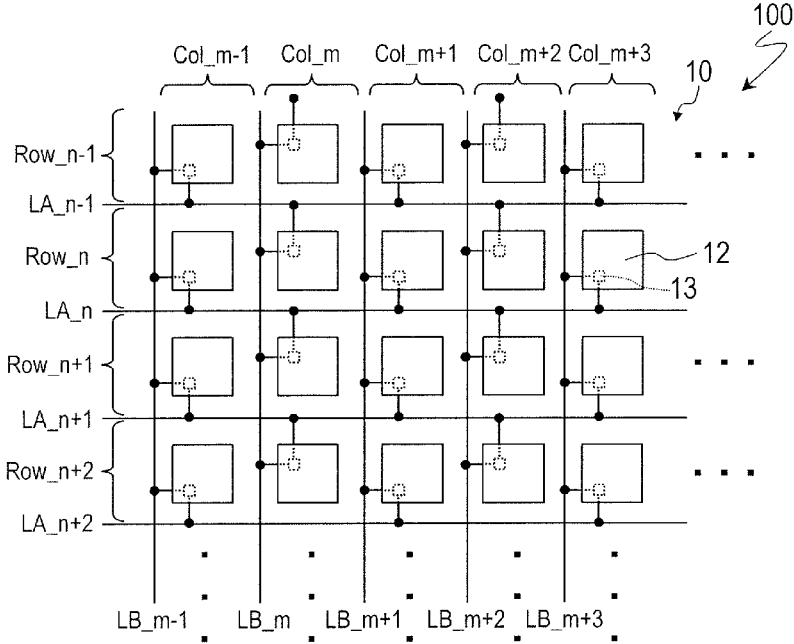 100
Col_m-1 Col_m Col_m+1 Col_m+2 Col_m+3
10
Row_n-1
LA_n-1
Row_n
12
13
LA_n
Row_n+1
LA_n+1
Row_n+2
LA_n+2
LB_m-1 LB_m LB_m+1 LB_m+2 LB_m+3